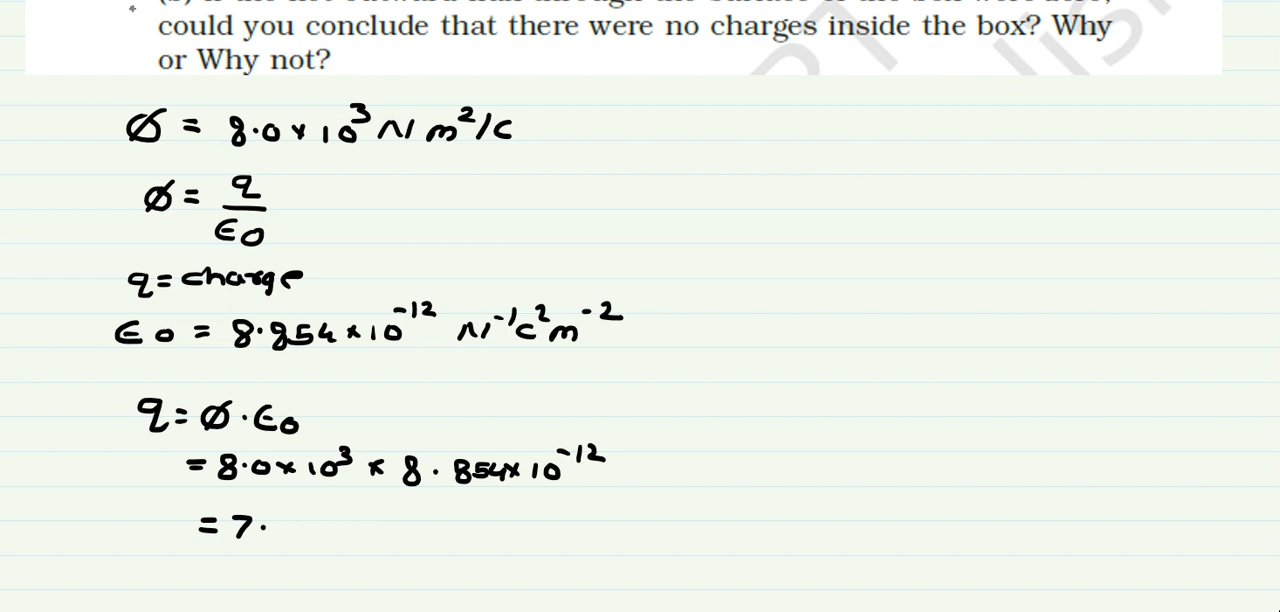 could you conclude that there were no charges inside the box? Why
or Why not?
ϕ = 8.0 × 10³ N m²/C
ϕ = q/ϵ0
q = charge
ϵ0 = 8.854 × 10⁻¹² N⁻¹C²m⁻²
q = ϕ · ϵ0
= 8.0 × 10³ × 8.854 × 10⁻¹²
= 7.